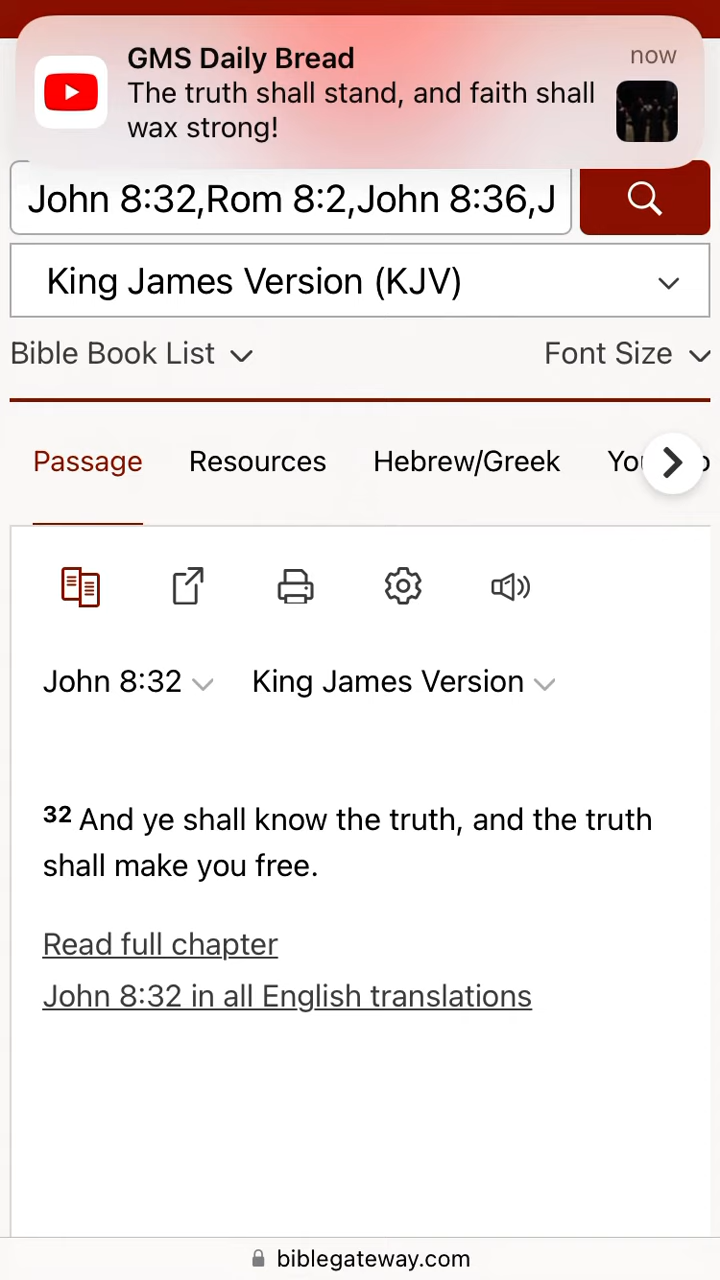 GMS Daily Bread
now
The truth shall stand, and faith shall
wax strong!
John 8:32,Rom 8:2,John 8:36,J
King James Version (KJV)
Bible Book List
Font Size
Passage
Resources
Hebrew/Greek
John 8:32
King James Version
32 And ye shall know the truth, and the truth
shall make you free.
Read full chapter
John 8:32 in all English translations
biblegateway.com